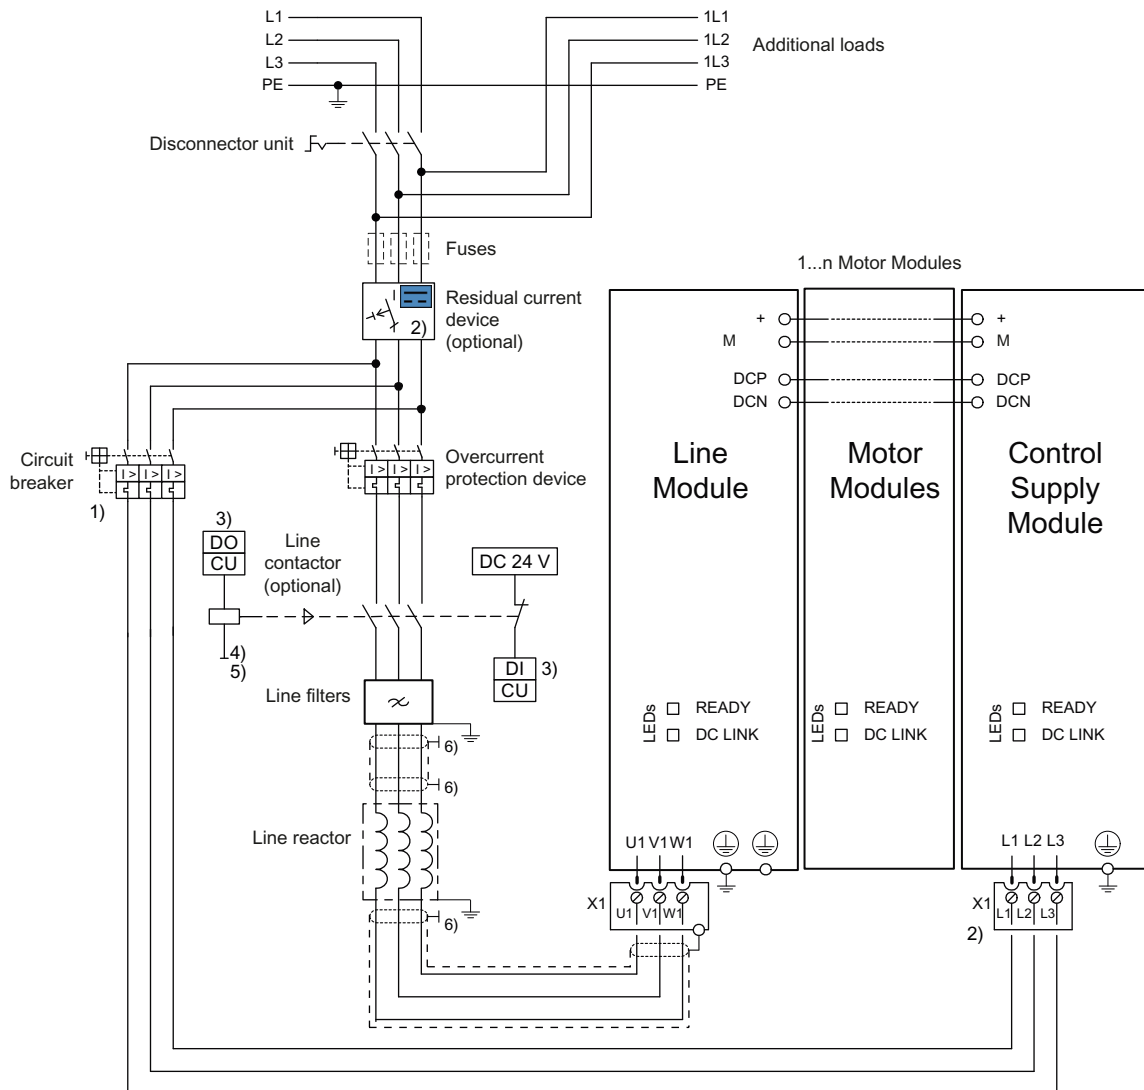 L1
L2
L3
PE
1L1
1L2
1L3
PE
Additional loads
Disconnector unit
Fuses
Residual current
device
(optional)
2)
Circuit
breaker
1)
I> I> I>
Overcurrent
protection device
I> I> I>
3)
DO
CU
4)
5)
Line
contactor
(optional)
DC 24 V
DI
CU
3)
Line filters
6)
6)
Line reactor
6)
1...n Motor Modules
+
M
DCP
DCN
Line
Module
LEDs
READY
DC LINK
U1 V1 W1
X1
U1 V1 W1
Motor
Modules
LEDs
READY
DC LINK
+
M
DCP
DCN
Control
Supply
Module
LEDs
READY
DC LINK
L1 L2 L3
X1
L1 L2 L3
2)